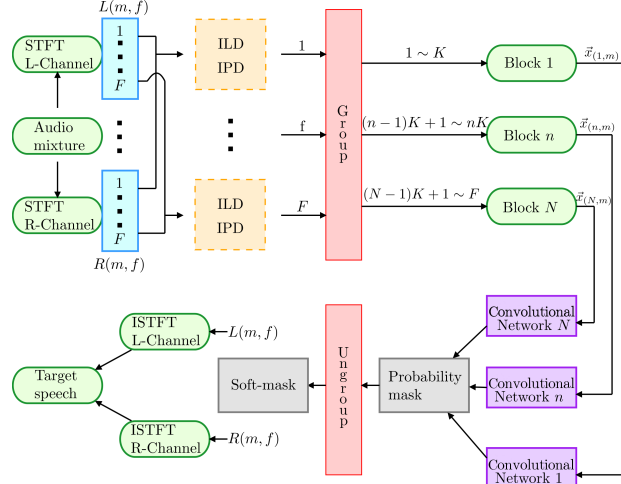 L(m, f)
STFT
L-Channel
1
F
ILD
IPD
1
1 ∼ K
Block 1
x⃗(1,m)
Audio
mixture
f
Group
(n−1)K + 1 ∼ nK
Block n
x⃗(n,m)
STFT
R-Channel
1
F
ILD
IPD
F
(N−1)K + 1 ∼ F
Block N
x⃗(N,m)
R(m, f)
ISTFT
L-Channel
L(m, f)
Convolutional
Network N
Target
speech
Soft-mask
Ungroup
Probability
mask
Convolutional
Network n
ISTFT
R-Channel
R(m, f)
Convolutional
Network 1